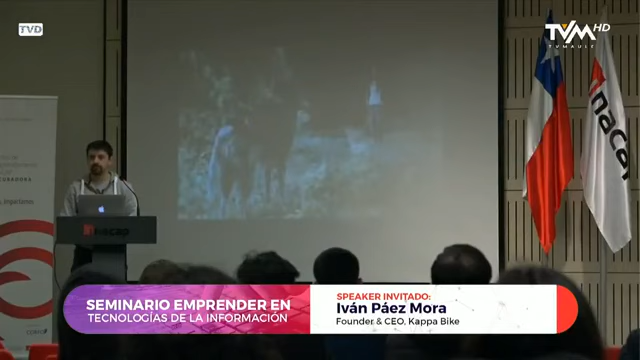 TVD
TVM HD
TVMAULE
inacap
inacap
SEMINARIO EMPRENDER EN
TECNOLOGÍAS DE LA INFORMACIÓN
SPEAKER INVITADO:
Iván Páez Mora
Founder & CEO, Kappa Bike